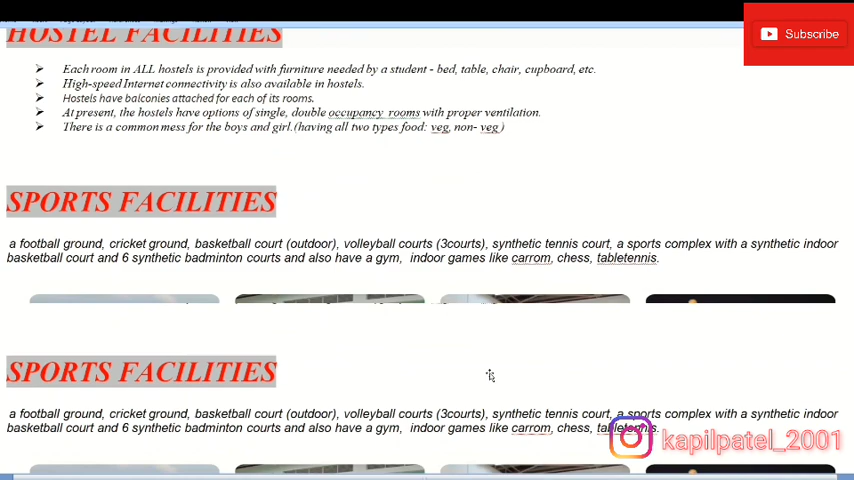 HOSTEL FACILITIES
Subscribe
➤ Each room in ALL hostels is provided with furniture needed by a student - bed, table, chair, cupboard, etc.
➤ High-speed Internet connectivity is also available in hostels.
➤ Hostels have balconies attached for each of its rooms.
➤ At present, the hostels have options of single, double occupancy rooms with proper ventilation.
➤ There is a common mess for the boys and girl.(having all two types food: veg, non- veg )
SPORTS FACILITIES
a football ground, cricket ground, basketball court (outdoor), volleyball courts (3courts), synthetic tennis court, a sports complex with a synthetic indoor
basketball court and 6 synthetic badminton courts and also have a gym, indoor games like carrom, chess, tabletennis.
SPORTS FACILITIES
a football ground, cricket ground, basketball court (outdoor), volleyball courts (3courts), synthetic tennis court, a sports complex with a synthetic indoor
basketball court and 6 synthetic badminton courts and also have a gym, indoor games like carrom, chess, tabletennis.
kapilpatel_2001